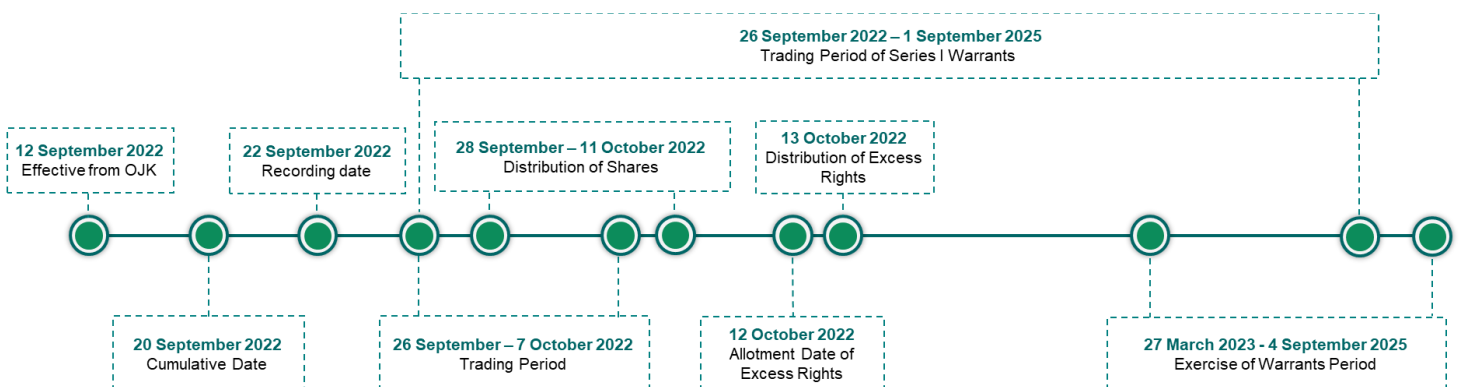 26 September 2022 – 1 September 2025
Trading Period of Series I Warrants
12 September 2022
Effective from OJK
22 September 2022
Recording date
28 September – 11 October 2022
Distribution of Shares
13 October 2022
Distribution of Excess
Rights
20 September 2022
Cumulative Date
26 September – 7 October 2022
Trading Period
12 October 2022
Allotment Date of
Excess Rights
27 March 2023 - 4 September 2025
Exercise of Warrants Period